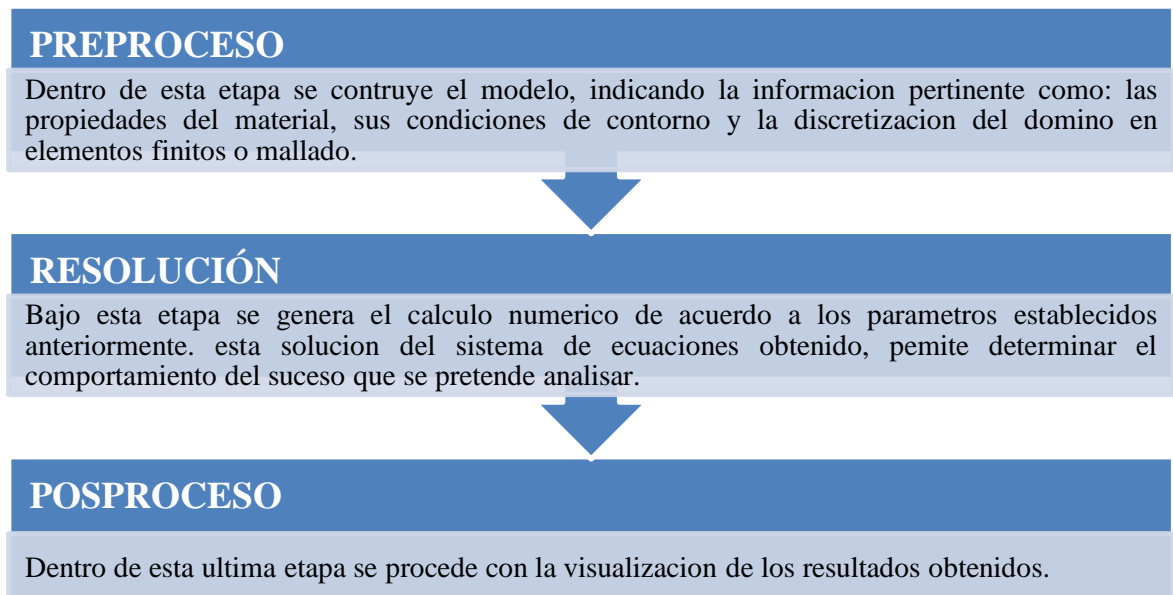 PREPROCESO
Dentro de esta etapa se contruye el modelo, indicando la informacion pertinente como: las
propiedades del material, sus condiciones de contorno y la discretizacion del domino en
elementos finitos o mallado.
RESOLUCIÓN
Bajo esta etapa se genera el calculo numerico de acuerdo a los parametros establecidos
anteriormente. esta solucion del sistema de ecuaciones obtenido, pemite determinar el
comportamiento del suceso que se pretende analisar.
POSPROCESO
Dentro de esta ultima etapa se procede con la visualizacion de los resultados obtenidos.